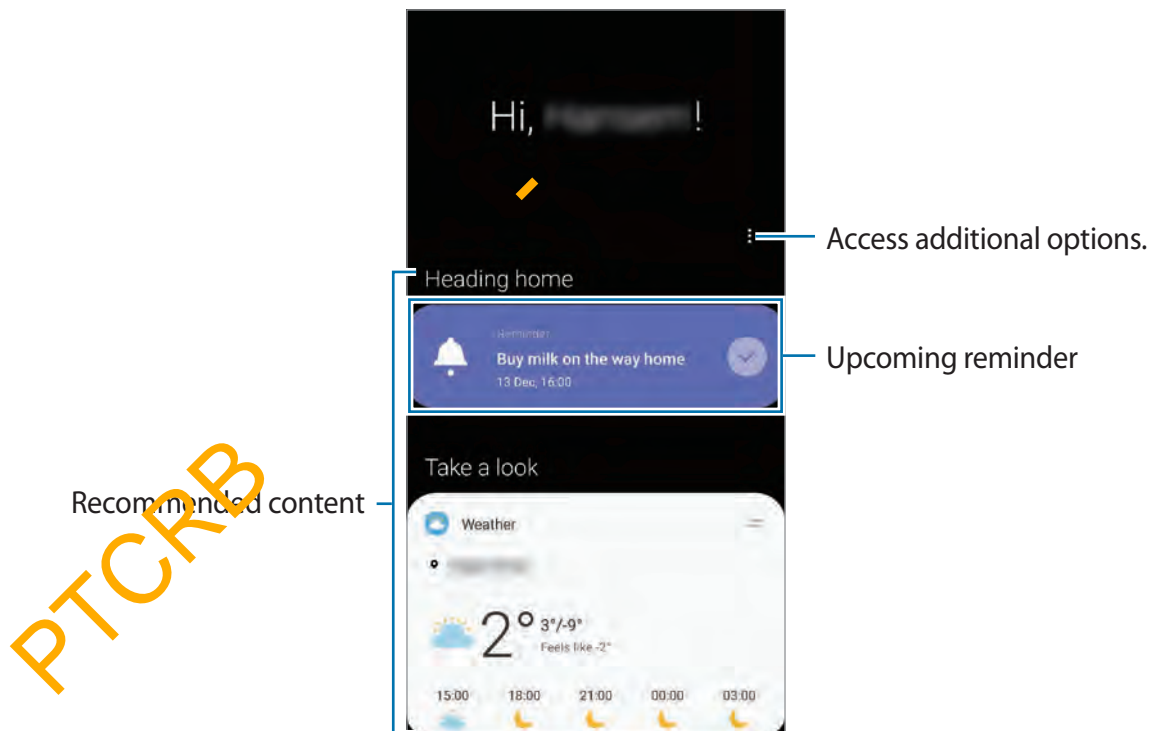 Hi, !
Access additional options.
Heading home
Reminder
Buy milk on the way home
13 Dec, 16:00
Upcoming reminder
Take a look
Recommended content
PTCRB
Weather
2° 3°/-9°
Feels like -2°
15:00 18:00 21:00 00:00 03:00